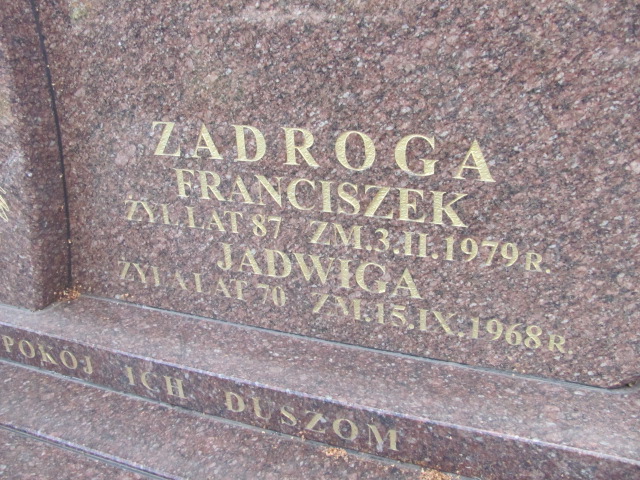 ZADROGA
FRANCISZEK
ŻYŁ LAT 87 ZM.3.II.1979 R.
JADWIGA
ŻYŁA LAT 70 ZM.15.IX.1968 R.
POKÓJ ICH DUSZOM